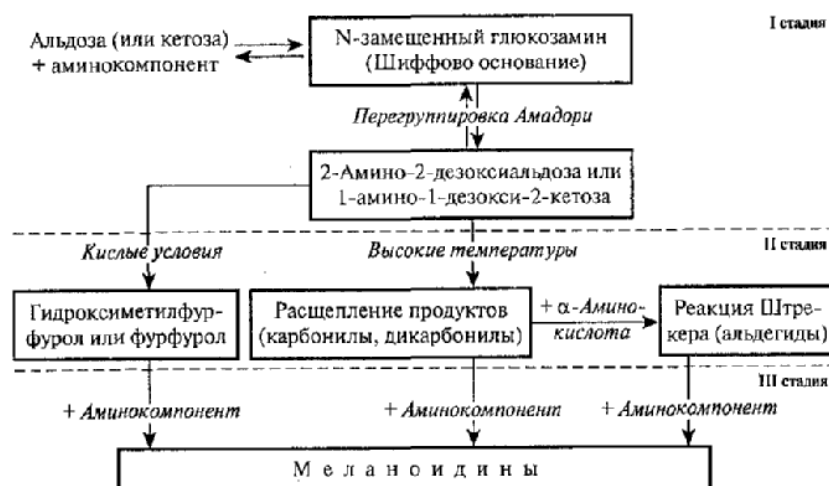 I стадия
Альдоза (или кетоза)
+ аминокомпонент
N-замещенный глюкозамин
(Шиффово основание)
Перегруппировка Амадори
2-Амино-2-дезоксиальдоза или
1-амино-1-дезокси-2-кетоза
II стадия
Кислые условия
Высокие температуры
Гидроксиметилфур-
фурол или фурфурол
Расщепление продуктов
(карбонилы, дикарбонилы)
+ α-Амино-
кислота
Реакция Штре-
кера (альдегиды)
III стадия
+ Аминокомпонент
+ Аминокомпонент
+ Аминокомпонент
Меланоидины